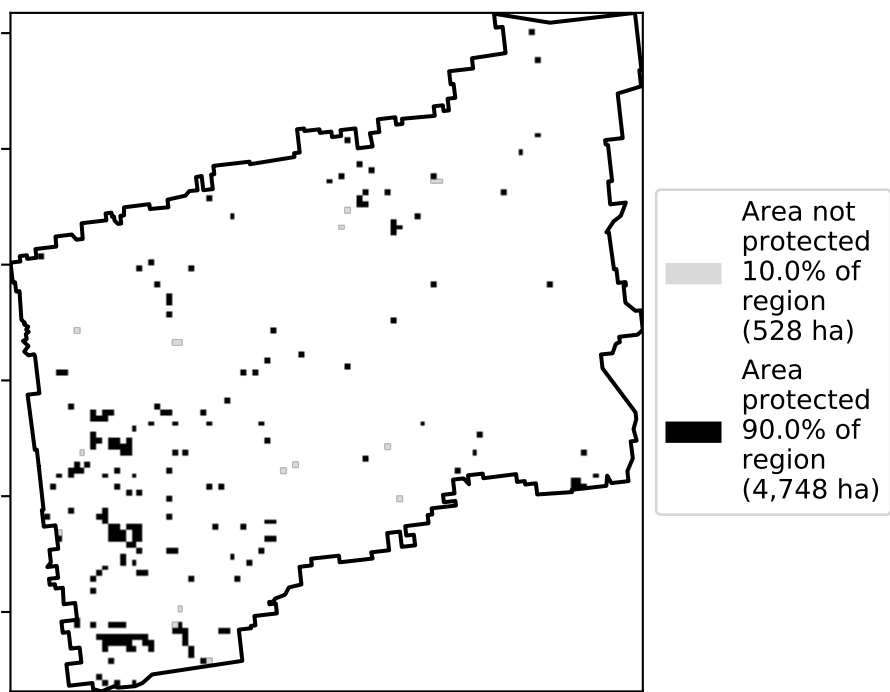 Area not
protected
10.0% of
region
(528 ha)
Area
protected
90.0% of
region
(4,748 ha)